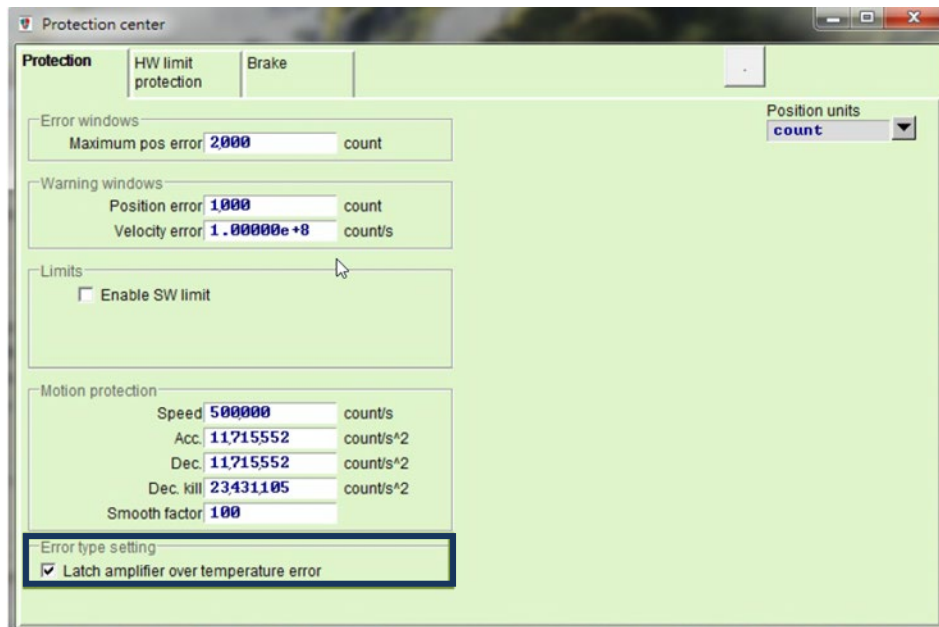 Protection center
Protection
HW limit
protection
Brake
.
Position units
count
Error windows
Maximum pos error 2,000 count
Warning windows
Position error 1,000 count
Velocity error 1.00000e+8 count/s
Limits
Enable SW limit
Motion protection
Speed 500,000 count/s
Acc. 11,715,552 count/s^2
Dec. 11,715,552 count/s^2
Dec. kill 23,431,105 count/s^2
Smooth factor 100
Error type setting
Latch amplifier over temperature error